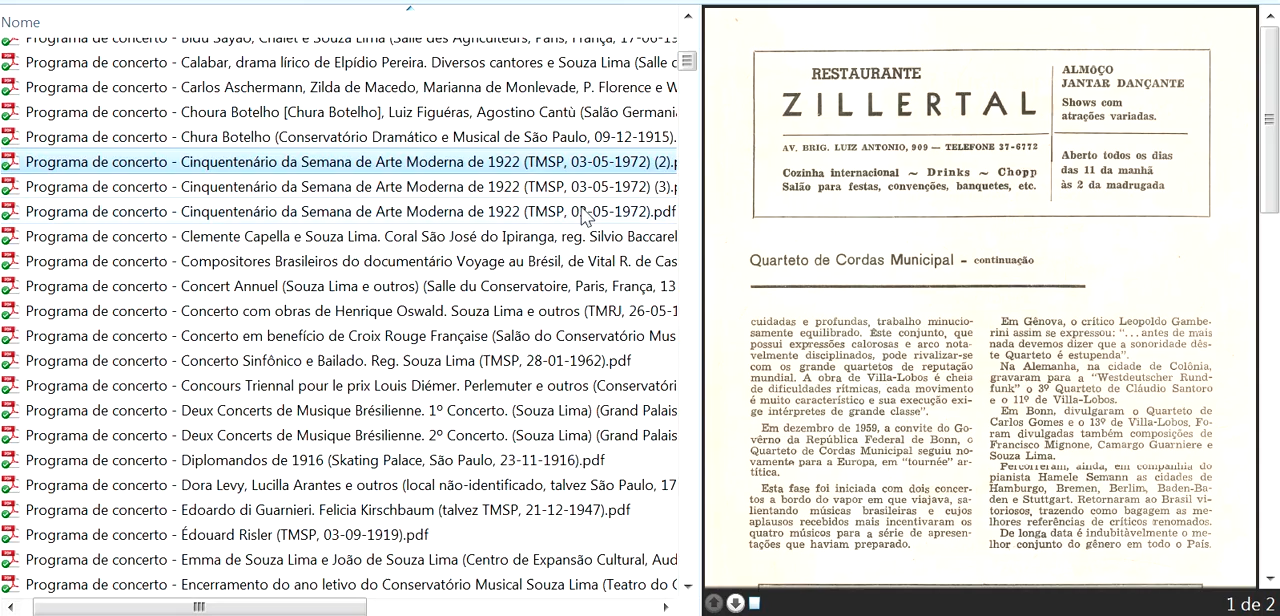 Nome
Programa de concerto - Bidu Sayão, Chalet e Souza Lima (Salle des Agriculteurs, Paris, França, 17-06-19
Programa de concerto - Calabar, drama lírico de Elpídio Pereira. Diversos cantores e Souza Lima (Salle c
Programa de concerto - Carlos Aschermann, Zilda de Macedo, Marianna de Monlevade, P. Florence e W
Programa de concerto - Choura Botelho [Chura Botelho], Luiz Figuéras, Agostino Cantù (Salão Germani
Programa de concerto - Chura Botelho (Conservatório Dramático e Musical de São Paulo, 09-12-1915).
Programa de concerto - Cinquentenário da Semana de Arte Moderna de 1922 (TMSP, 03-05-1972) (2).p
Programa de concerto - Cinquentenário da Semana de Arte Moderna de 1922 (TMSP, 03-05-1972) (3).p
Programa de concerto - Cinquentenário da Semana de Arte Moderna de 1922 (TMSP, 03-05-1972).pdf
Programa de concerto - Clemente Capella e Souza Lima. Coral São José do Ipiranga, reg. Silvio Baccarel
Programa de concerto - Compositores Brasileiros do documentário Voyage au Brésil, de Vital R. de Cas
Programa de concerto - Concert Annuel (Souza Lima e outros) (Salle du Conservatoire, Paris, França, 13
Programa de concerto - Concerto com obras de Henrique Oswald. Souza Lima e outros (TMRJ, 26-05-1
Programa de concerto - Concerto em benefício de Croix Rouge Française (Salão do Conservatório Mus
Programa de concerto - Concerto Sinfônico e Bailado. Reg. Souza Lima (TMSP, 28-01-1962).pdf
Programa de concerto - Concours Triennal pour le prix Louis Diémer. Perlemuter e outros (Conservatóri
Programa de concerto - Deux Concerts de Musique Brésilienne. 1º Concerto. (Souza Lima) (Grand Palais
Programa de concerto - Deux Concerts de Musique Brésilienne. 2º Concerto. (Souza Lima) (Grand Palais
Programa de concerto - Diplomandos de 1916 (Skating Palace, São Paulo, 23-11-1916).pdf
Programa de concerto - Dora Levy, Lucilla Arantes e outros (local não identificado, talvez São Paulo, 17
Programa de concerto - Edoardo di Guarnieri. Felicia Kirschbaum (talvez TMSP, 21-12-1947).pdf
Programa de concerto - Édouard Risler (TMSP, 03-09-1919).pdf
Programa de concerto - Emma de Souza Lima e João de Souza Lima (Centro de Expansão Cultural, Aud
Programa de concerto - Encerramento do ano letivo do Conservatório Musical Souza Lima (Teatro do C
RESTAURANTE
ZILLERTAL
AV. BRIG. LUIZ ANTONIO, 909 — TELEFONE 37-6772
Cozinha internacional ~ Drinks ~ Chopp
Salão para festas, convenções, banquetes, etc.
ALMÔÇO
JANTAR DANÇANTE
Shows com
atrações variadas.
Aberto todos os dias
das 11 da manhã
às 2 da madrugada
Quarteto de Cordas Municipal - continuação
cuidadas e profundas, trabalho minucio-
samente equilibrado. Êste conjunto, que
possui expressões calorosas e arco nota-
velmente disciplinados, pode rivalizar-se
com os grande quartetos de reputação
mundial. A obra de Villa-Lobos é cheia
de dificuldades rítmicas, cada movimento
é muito característico e sua execução exi-
ge intérpretes de grande classe".
Em dezembro de 1959, a convite do Go-
vêrno da República Federal de Bonn, o
Quarteto de Cordas Municipal seguiu no-
vamente para a Europa, em "tournée" ar-
títica.
Esta fase foi iniciada com dois concer-
tos a bordo do vapor em que viajava, sa-
lientando músicas brasileiras e cujos
aplausos recebidos mais incentivaram os
quatro músicos para a série de apresen-
tações que haviam preparado.
Em Gênova, o crítico Leopoldo Gambe-
rini assim se expressou: "...antes de mais
nada devemos dizer que a sonoridade dês-
te Quarteto é estupenda".
Na Alemanha, na cidade de Colônia,
gravaram para a "Westdeutscher Rund-
funk" o 3º Quarteto de Cláudio Santoro
e o 11º de Villa-Lobos.
Em Bonn, divulgaram o Quarteto de
Carlos Gomes e o 13º de Villa-Lobos. Fo-
ram divulgadas também composições de
Francisco Mignone, Camargo Guarniere e
Souza Lima.
Percorreram, ainda, em companhia do
pianista Hamele Semann as cidades de
Hamburgo, Bremen, Berlim, Baden-Ba-
den e Stuttgart. Retornaram ao Brasil vi-
toriosos, trazendo como bagagem as me-
lhores referências de críticos renomados.
De longa data é indubitàvelmente o me-
lhor conjunto do gênero em todo o País.
1 de 2